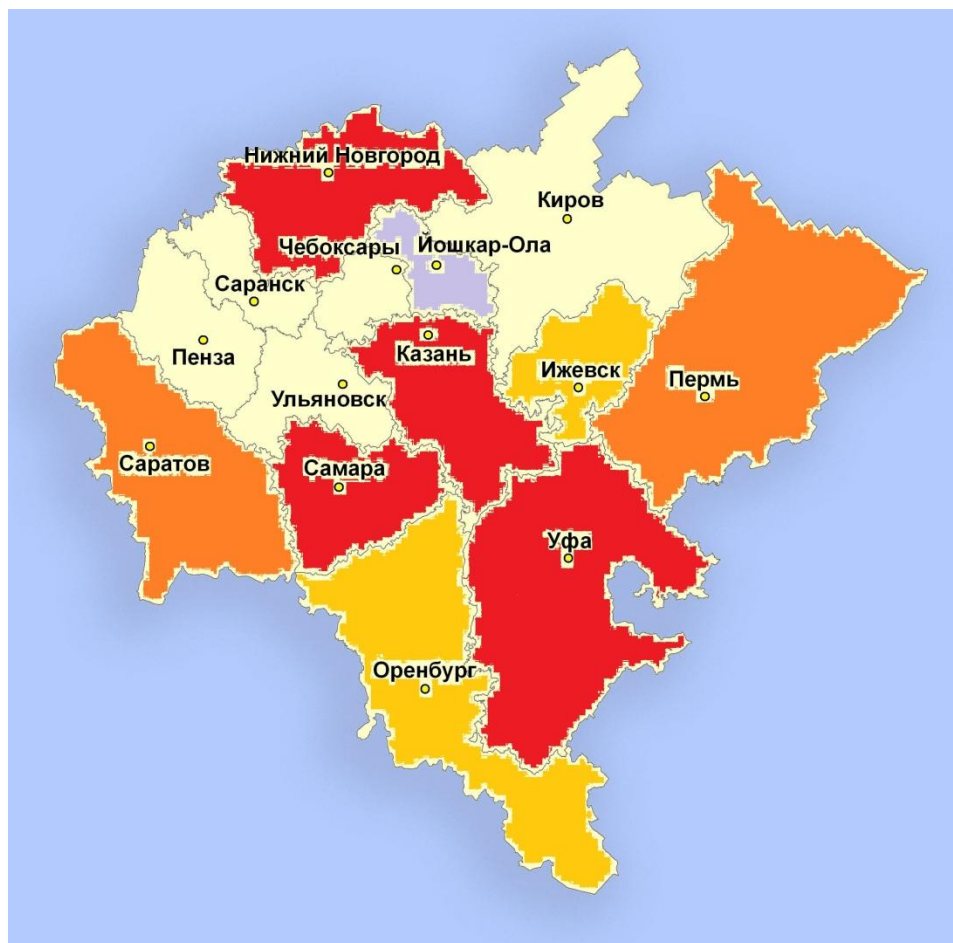 Нижний Новгород
Киров
Чебоксары
Йошкар-Ола
Саранск
Пенза
Казань
Ульяновск
Ижевск
Пермь
Саратов
Самара
Уфа
Оренбург